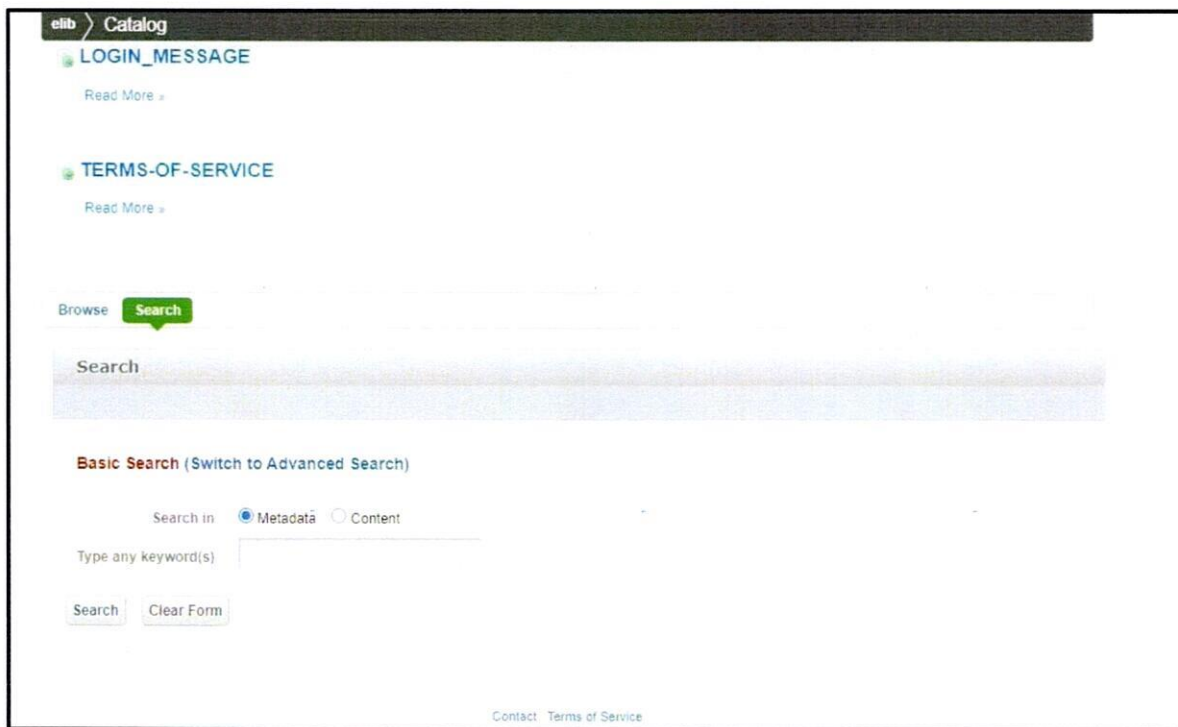 elib Catalog
LOGIN_MESSAGE
Read More »
TERMS-OF-SERVICE
Read More »
Browse Search
Search
Basic Search (Switch to Advanced Search)
Search in Metadata Content
Type any keyword(s)
Search Clear Form
Contact Terms of Service